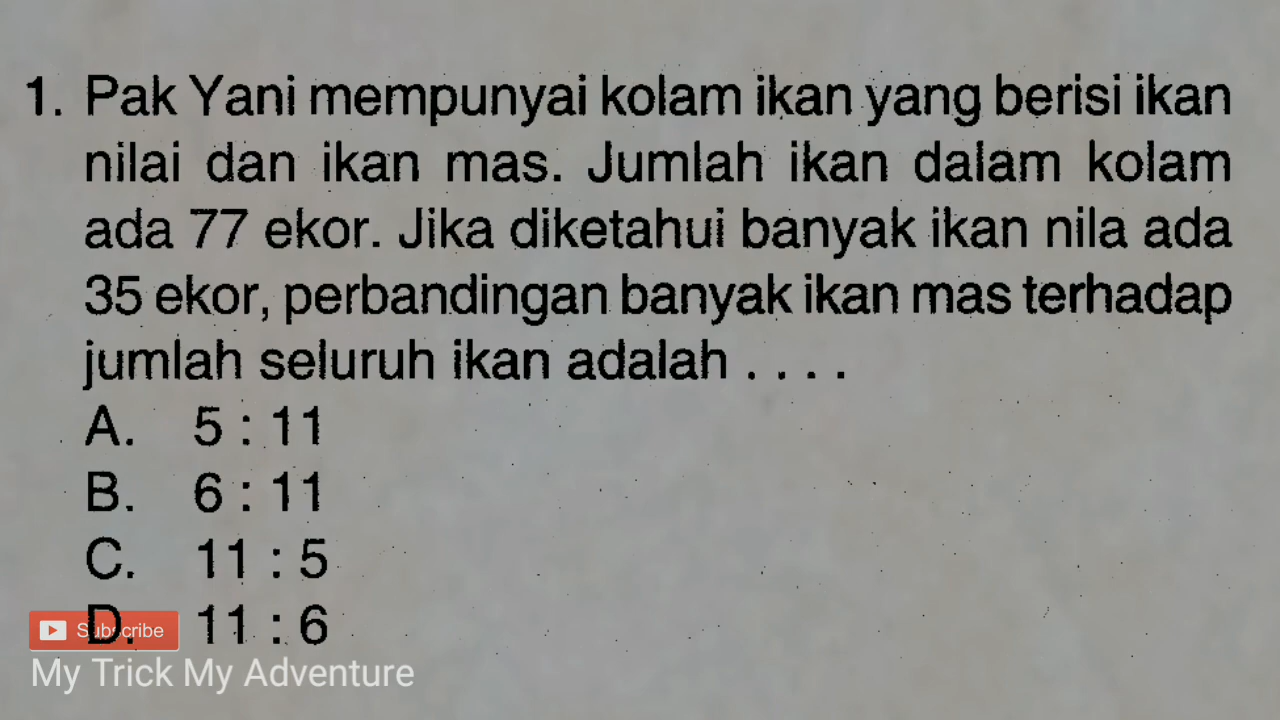 1. Pak Yani mempunyai kolam ikan yang berisi ikan
nilai dan ikan mas. Jumlah ikan dalam kolam
ada 77 ekor. Jika diketahui banyak ikan nila ada
35 ekor, perbandingan banyak ikan mas terhadap
jumlah seluruh ikan adalah . . . .
A. 5 : 11
B. 6 : 11
C. 11 : 5
D. 11 : 6
Subscribe
My Trick My Adventure